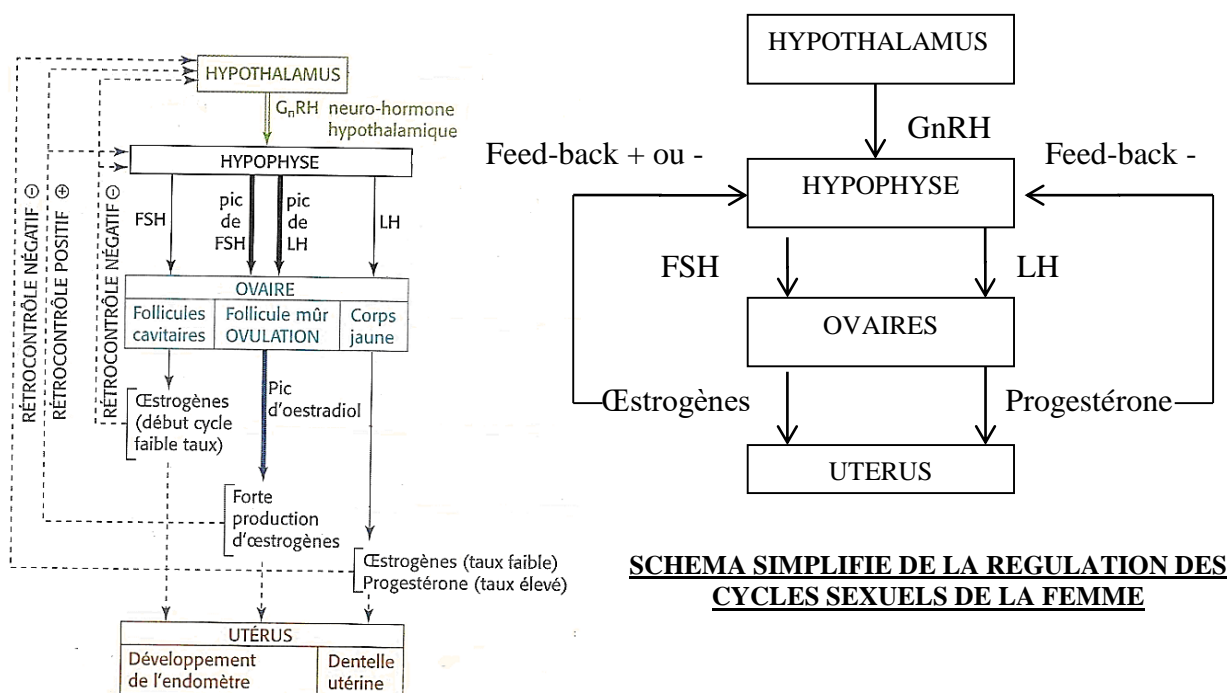 HYPOTHALAMUS
GnRH neuro-hormone
hypothalamique
HYPOPHYSE
FSH
pic
de
FSH
pic
de
LH
LH
RÉTROCONTRÔLE NÉGATIF ⊖
RÉTROCONTRÔLE POSITIF ⊕
RÉTROCONTRÔLE NÉGATIF ⊖
OVAIRE
Follicules
cavitaires
Follicule mûr
OVULATION
Corps
jaune
Œstrogènes
(début cycle
faible taux)
Pic
d'oestradiol
Forte
production
d'œstrogènes
Œstrogènes (taux faible)
Progestérone (taux élevé)
UTÉRUS
Développement
de l'endomètre
Dentelle
utérine
HYPOTHALAMUS
GnRH
Feed-back + ou -
Feed-back -
HYPOPHYSE
FSH
LH
OVAIRES
Œstrogènes
Progestérone
UTERUS
SCHEMA SIMPLIFIE DE LA REGULATION DES
CYCLES SEXUELS DE LA FEMME